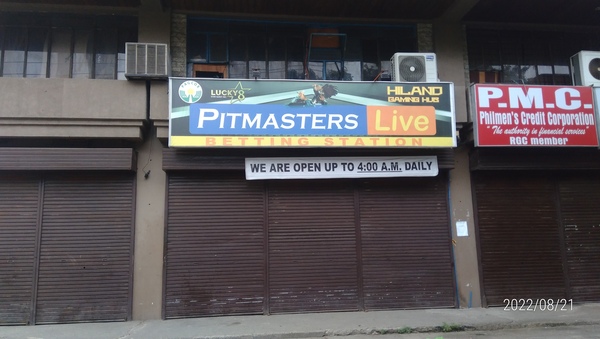 LUCKY 8
HILAND
GAMING HUB
PITMASTERS Live
BETTING STATION
WE ARE OPEN UP TO 4:00 A.M. DAILY
P.M.C.
Philmen's Credit Corporation
"The authority in financial services"
RGC member
2022/08/21